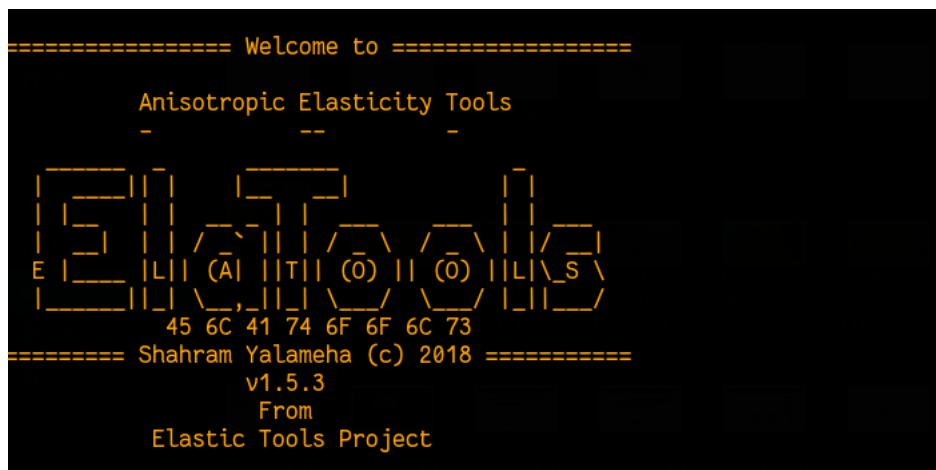 ================= Welcome to ==================
Anisotropic Elasticity Tools
ElaTools
E L A T O O L S
45 6C 41 74 6F 6F 6C 73
========= Shahram Yalameha (c) 2018 ===========
v1.5.3
From
Elastic Tools Project